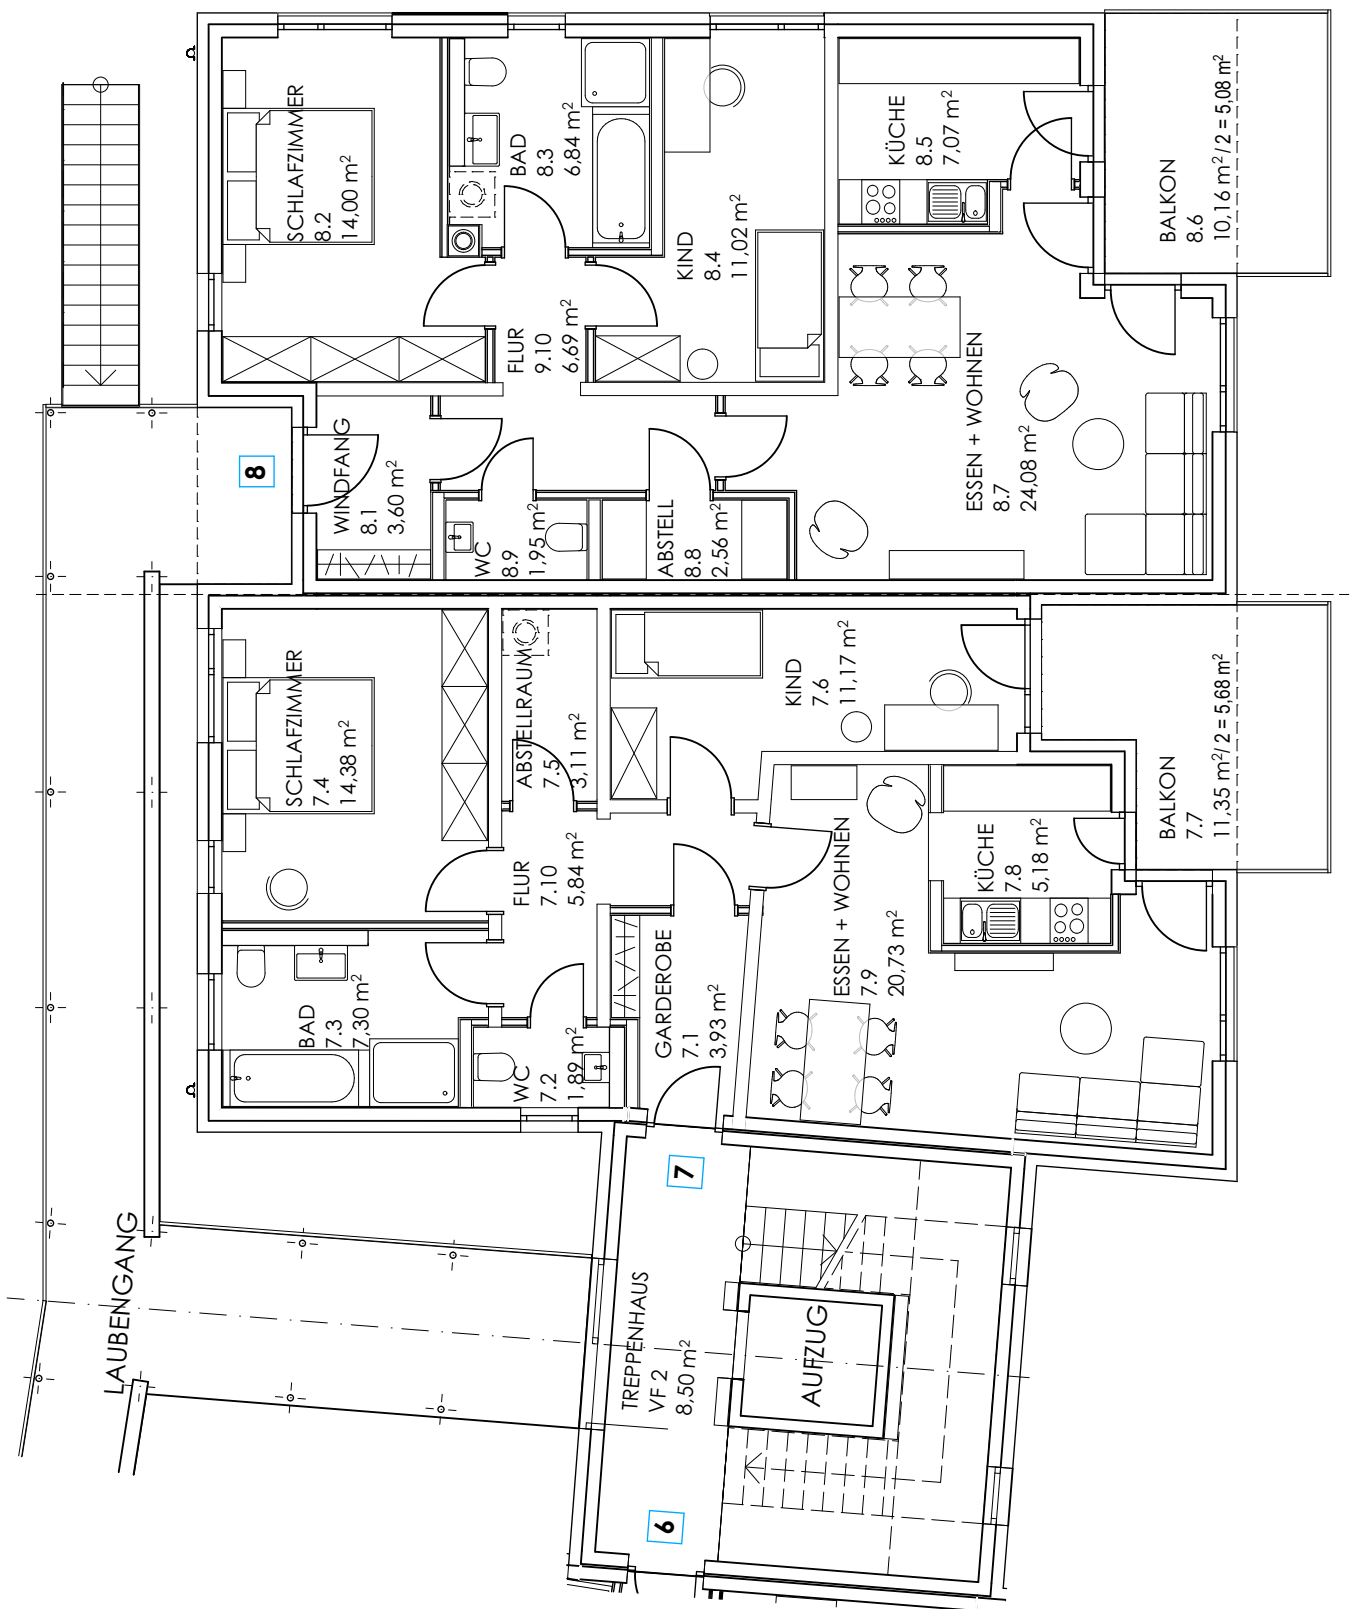 SCHLAFZIMMER
8.2
14,00 m²
BAD
8.3
6,84 m²
KIND
8.4
11,02 m²
KÜCHE
8.5
7,07 m²
BALKON
8.6
10,16 m²/ 2 = 5,08 m²
FLUR
9.10
6,69 m²
ESSEN + WOHNEN
8.7
24,08 m²
8
WINDFANG
8.1
3,60 m²
WC
8.9
1,95 m²
ABSTELL
8.8
2,56 m²
SCHLAFZIMMER
7.4
14,38 m²
ABSTELLRAUM
7.5
3,11 m²
KIND
7.6
11,17 m²
BALKON
7.7
11,35 m²/ 2 = 5,68 m²
FLUR
7.10
5,84 m²
ESSEN + WOHNEN
7.9
20,73 m²
KÜCHE
7.8
5,18 m²
BAD
7.3
7,30 m²
WC
7.2
1,89 m²
GARDEROBE
7.1
3,93 m²
7
LAUBENGANG
TREPPENHAUS
VF 2
8,50 m²
AUFZUG
6